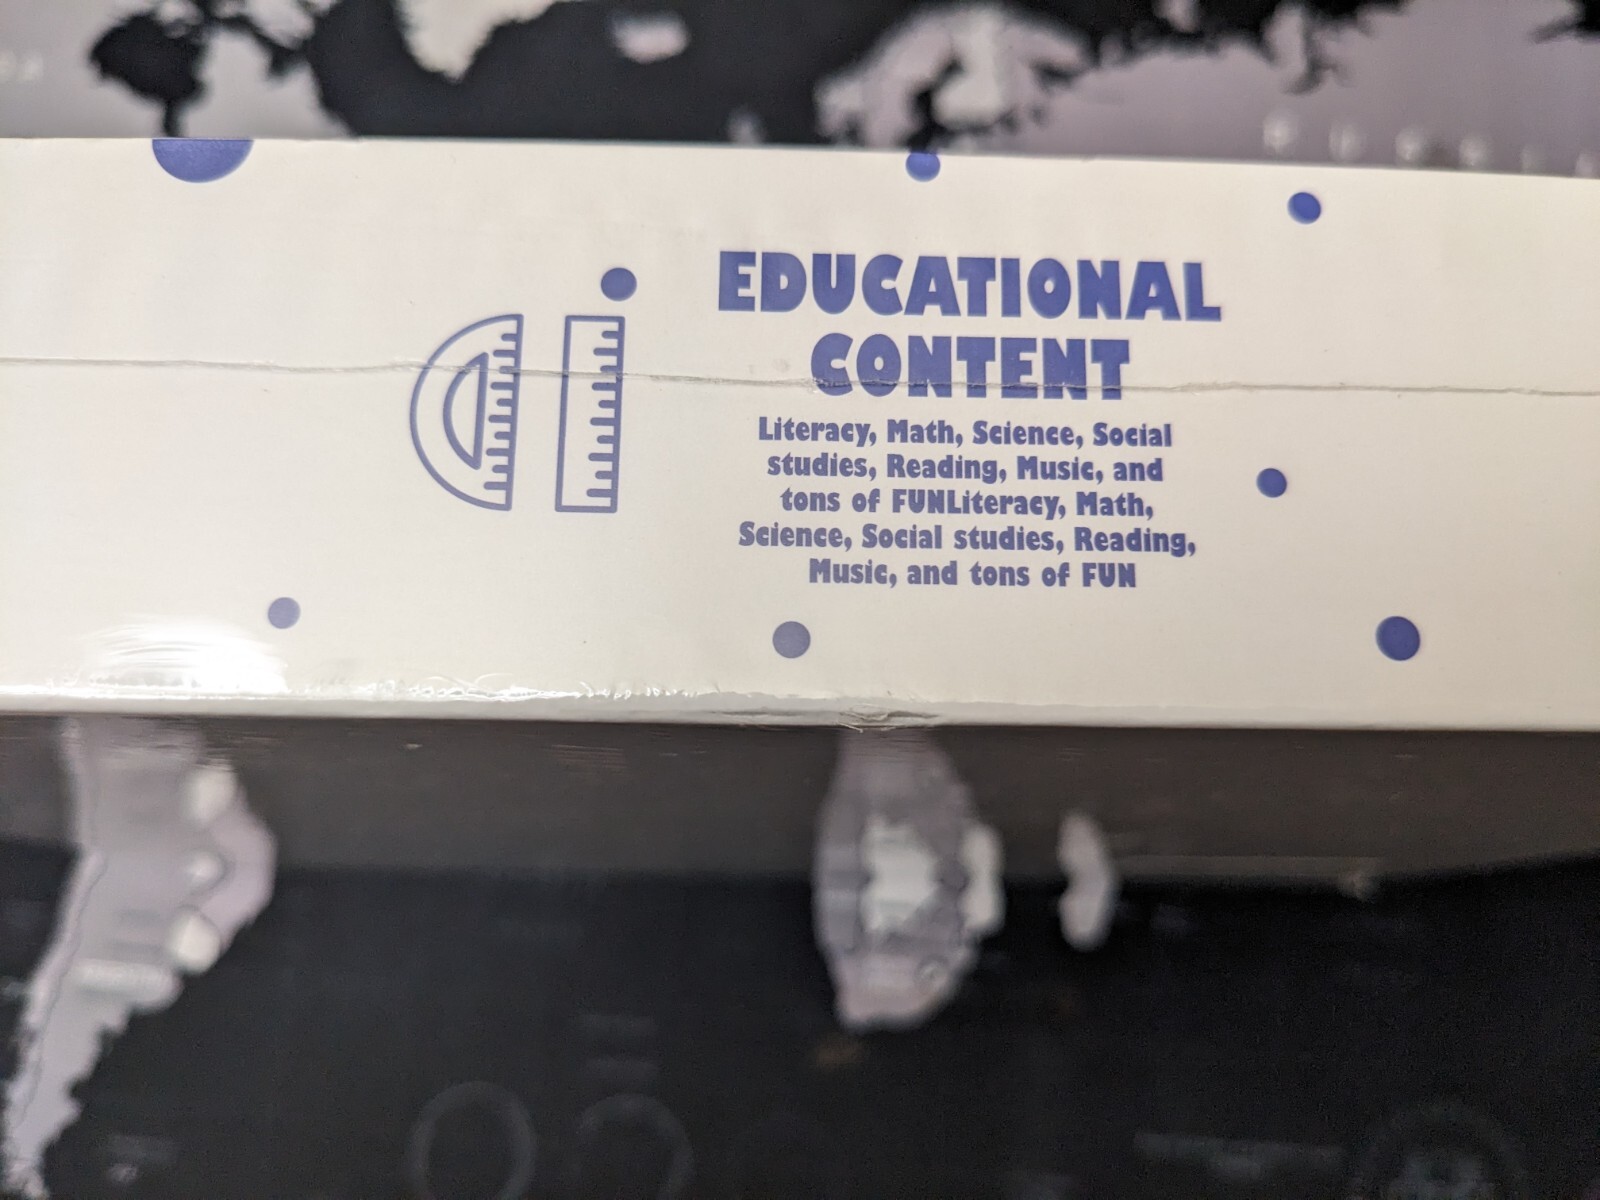 EDUCATIONAL
CONTENT
Literacy, Math, Science, Social
studies, Reading, Music, and
tons of FUNLiteracy, Math,
Science, Social studies, Reading,
Music, and tons of FUN